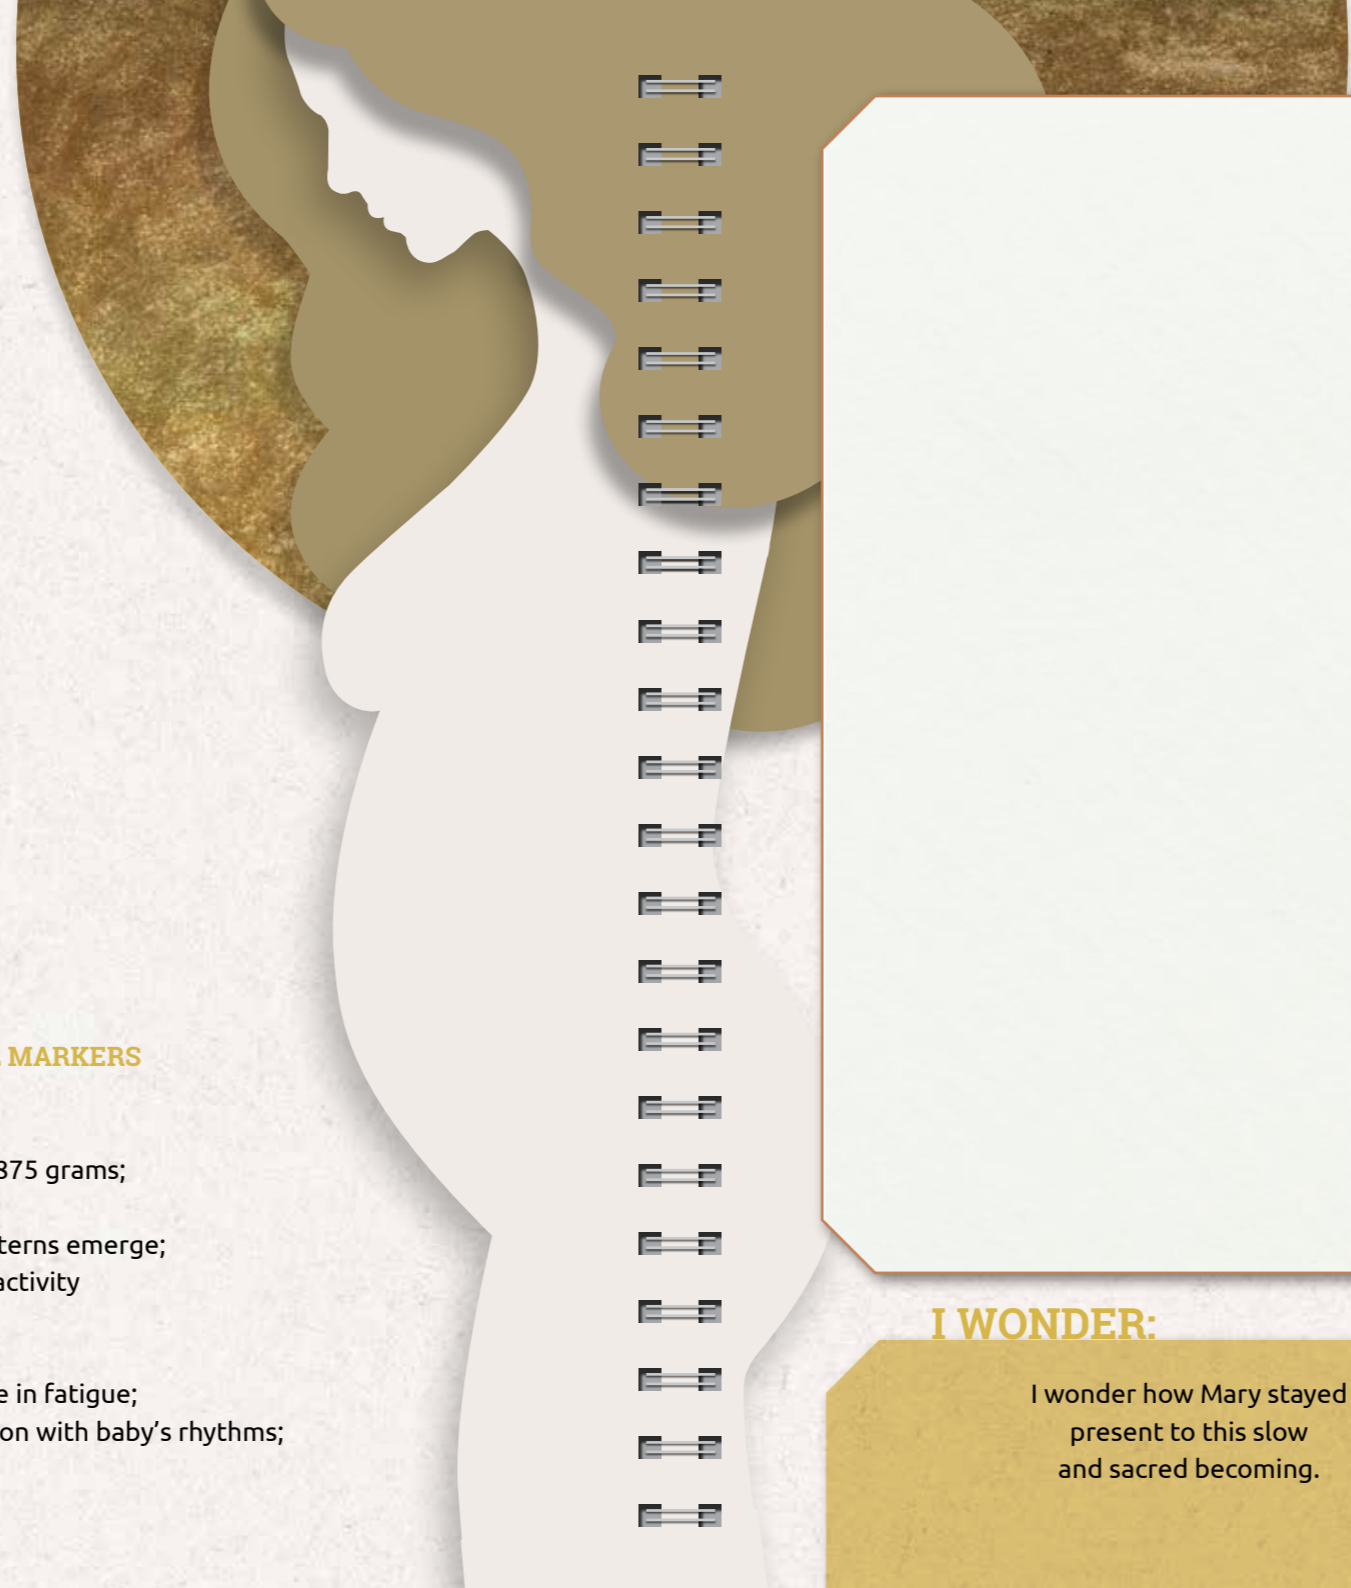 MARKERS
875 grams;
terns emerge;
activity
e in fatigue;
on with baby's rhythms;
I WONDER:
I wonder how Mary stayed
present to this slow
and sacred becoming.